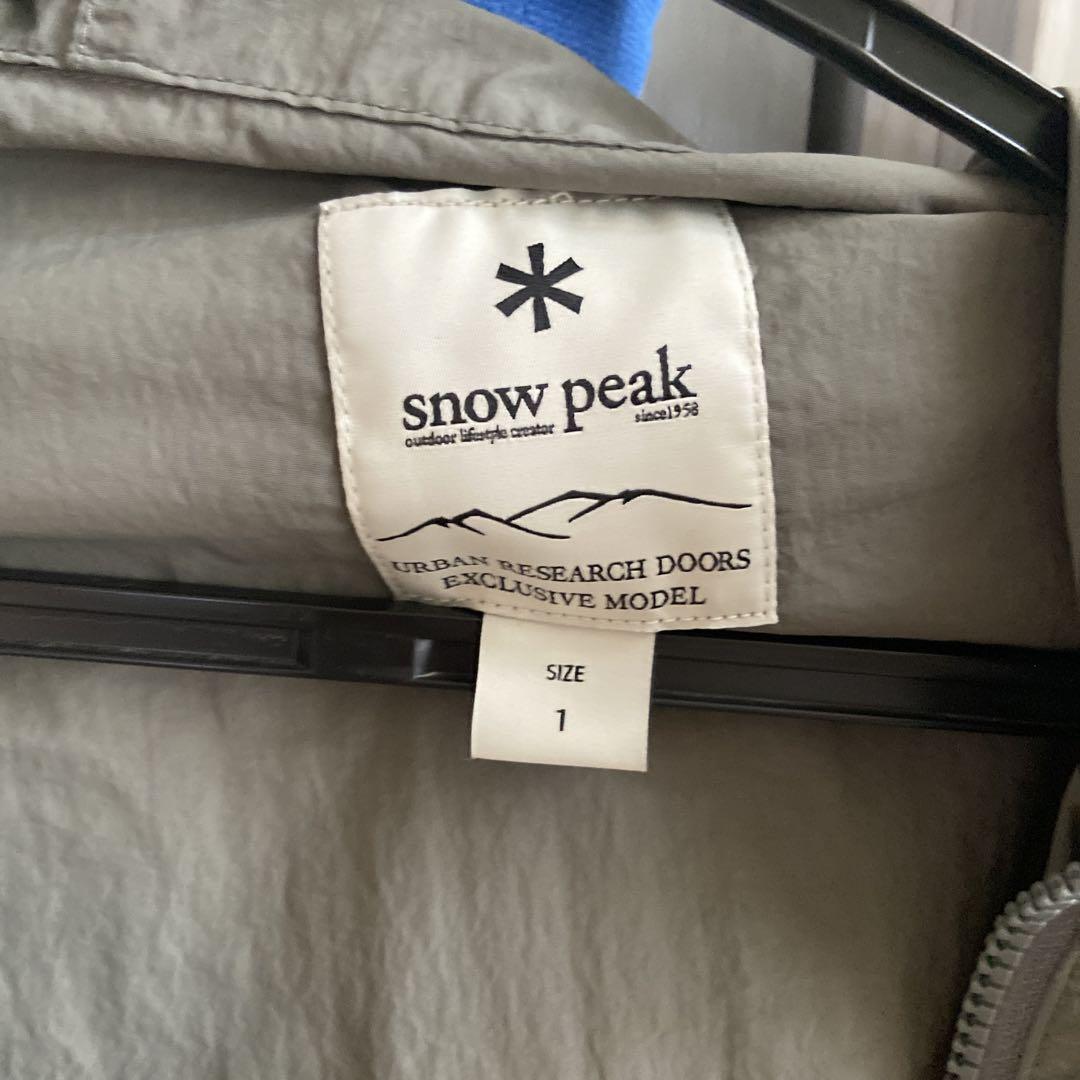 snow peak
outdoor lifestyle creator since1958
URBAN RESEARCH DOORS
EXCLUSIVE MODEL
SIZE
1